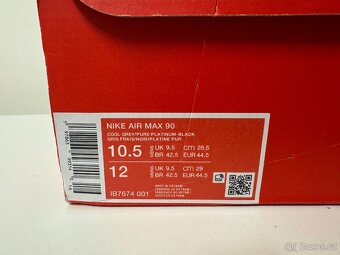 NIKE AIR MAX 90
COOL GREY/PURE PLATINUM-BLACK
GRIS FRAIS/NOIR/PLATINE PUR
10.5 MENS UK 9.5 CM 28,5
BR 42.5 EUR 44.5
12 WMNS UK 9.5 CM 29
BR 42.5 EUR 44.5
IB7674 001
MADE IN VIETNAM